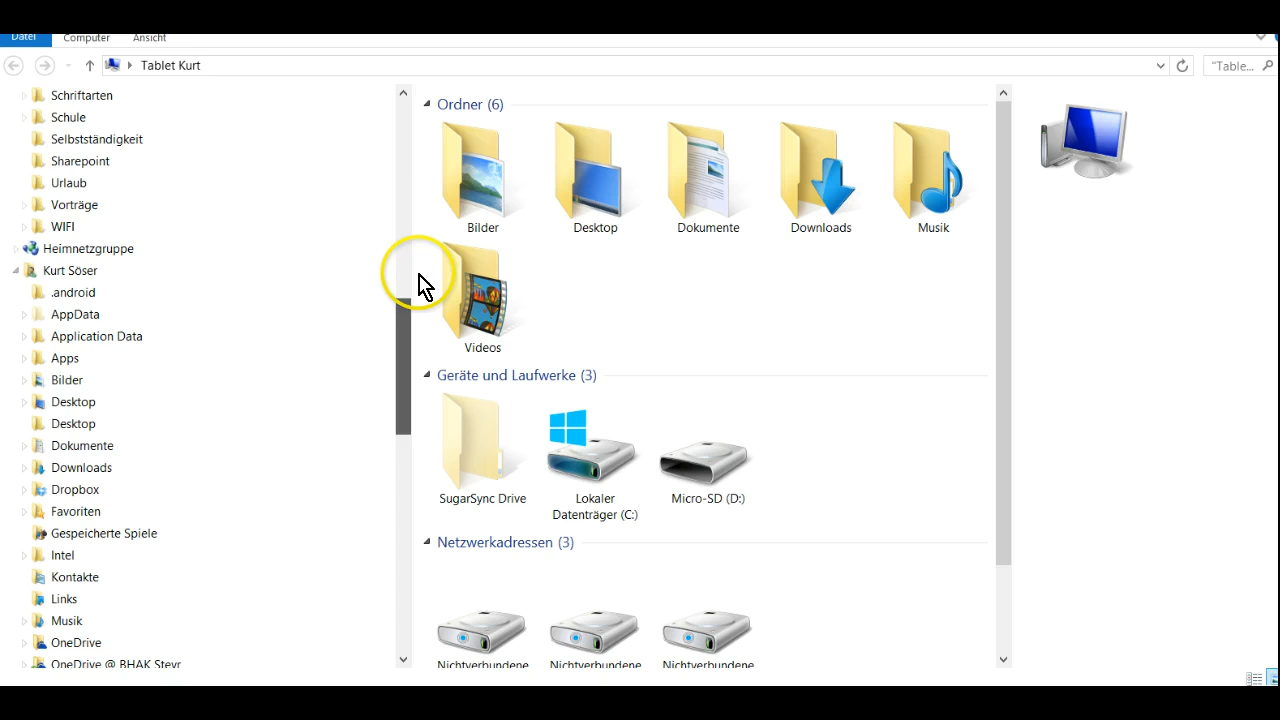 Datei Computer Ansicht
Tablet Kurt
"Table...
Schriftarten
Schule
Selbstständigkeit
Sharepoint
Urlaub
Vorträge
WIFI
Heimnetzgruppe
Kurt Söser
.android
AppData
Application Data
Apps
Bilder
Desktop
Desktop
Dokumente
Downloads
Dropbox
Favoriten
Gespeicherte Spiele
Intel
Kontakte
Links
Musik
OneDrive
OneDrive @ BHAK Steyr
Ordner (6)
Bilder
Desktop
Dokumente
Downloads
Musik
Videos
Geräte und Laufwerke (3)
SugarSync Drive
Lokaler
Datenträger (C:)
Micro-SD (D:)
Netzwerkadressen (3)
Nichtverbundene
Nichtverbundene
Nichtverbundene